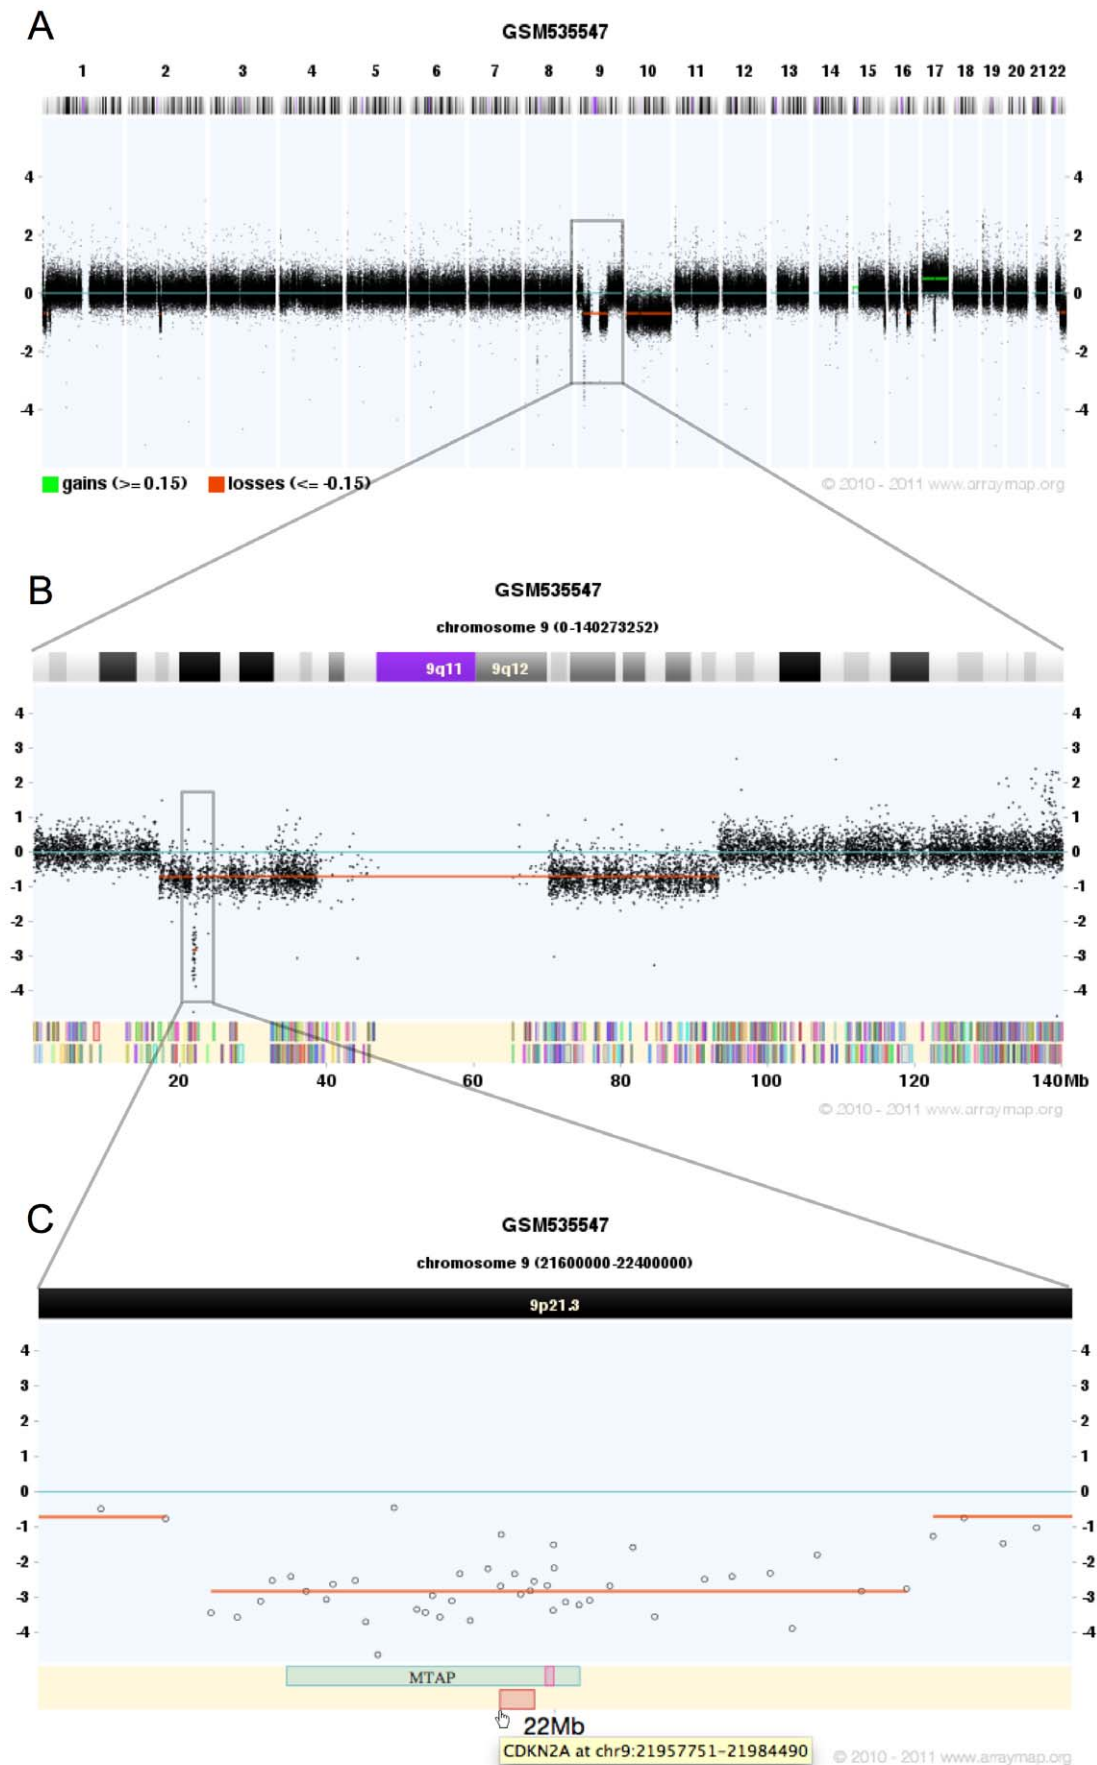 A
GSM535547
1 2 3 4 5 6 7 8 9 10 11 12 13 14 15 16 17 18 19 20 21 22
4 4
2 2
0 0
-2 -2
-4 -4
gains (>= 0.15) losses (<= -0.15)
© 2010 - 2011 www.arraymap.org
B
GSM535547
chromosome 9 (0-140273252)
9q11 9q12
4 4
3 3
2 2
1 1
0 0
-1 -1
-2 -2
-3 -3
-4 -4
20 40 60 80 100 120 140Mb
© 2010 - 2011 www.arraymap.org
C
GSM535547
chromosome 9 (21600000-22400000)
9p21.3
4 4
3 3
2 2
1 1
0 0
-1 -1
-2 -2
-3 -3
-4 -4
MTAP
22Mb
CDKN2A at chr9:21957751-21984490
© 2010 - 2011 www.arraymap.org